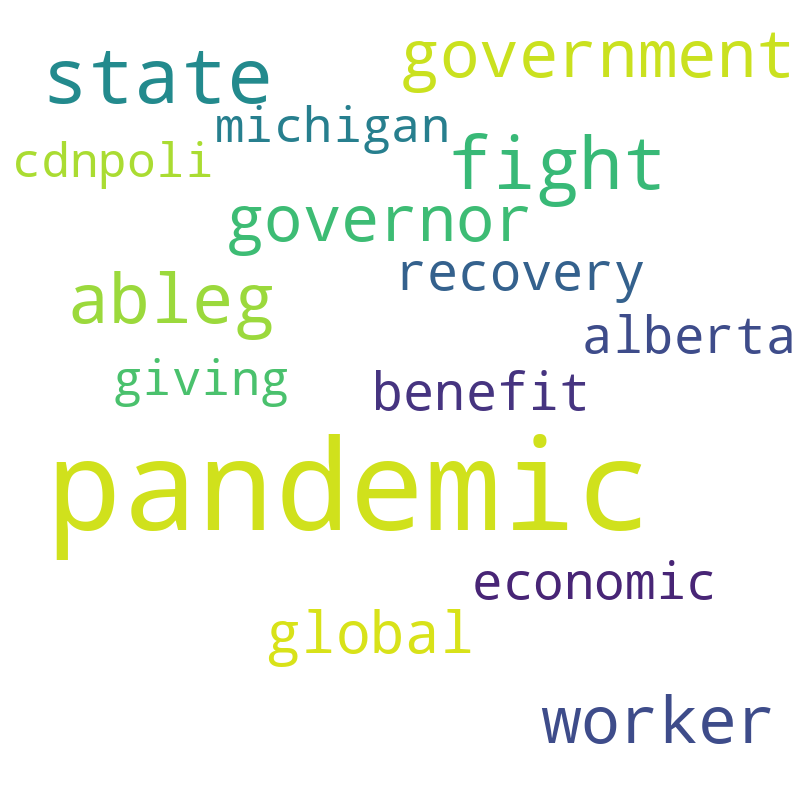 government
state
michigan
cdnpoli
fight
governor
recovery
ableg
alberta
giving
benefit
pandemic
economic
global
worker